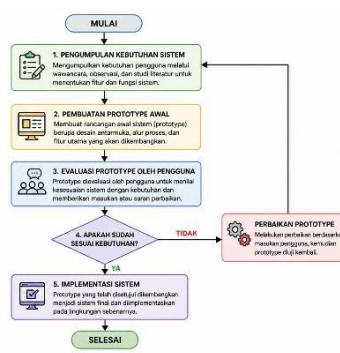 MULAI
1. PENGUMPULAN KEBUTUHAN SISTEM
Mengumpulkan kebutuhan pengguna melalui
wawancara, observasi, dan studi literatur untuk
menentukan fitur dan fungsi sistem.
2. PEMBUATAN PROTOTYPE AWAL
Membuat rancangan awal sistem (prototype)
berupa desain antarmuka, alur proses, dan
fitur utama yang akan dikembangkan.
3. EVALUASI PROTOTYPE OLEH PENGGUNA
Prototype dievaluasi oleh pengguna untuk menilai
kesesuaian sistem dengan kebutuhan dan
memberikan masukan atau saran perbaikan.
4. APAKAH SUDAH
SESUAI KEBUTUHAN?
TIDAK
PERBAIKAN PROTOTYPE
Melakukan perbaikan berdasarka
masukan pengguna, kemudian
prototype diuji kembali.
YA
5. IMPLEMENTASI SISTEM
Prototype yang telah disetujui dikembangkan
menjadi sistem final dan diimplementasikan
pada lingkungan sebenarnya.
SELESAI